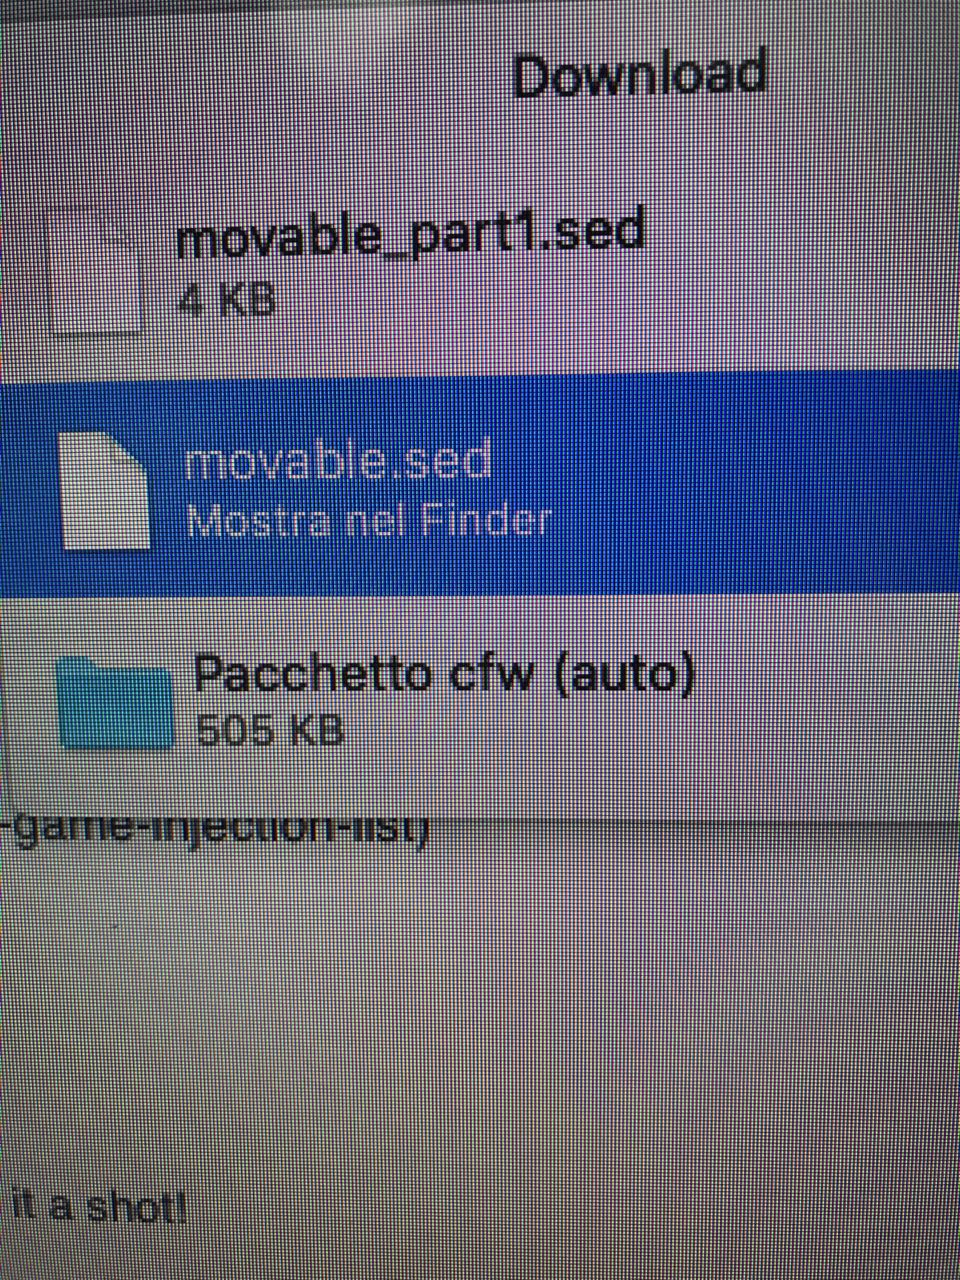 Download
movable_part1.sed
4 KB
movable.sed
Mostra nel Finder
Pacchetto cfw (auto)
505 KB
-game-injection-list)
it a shot!